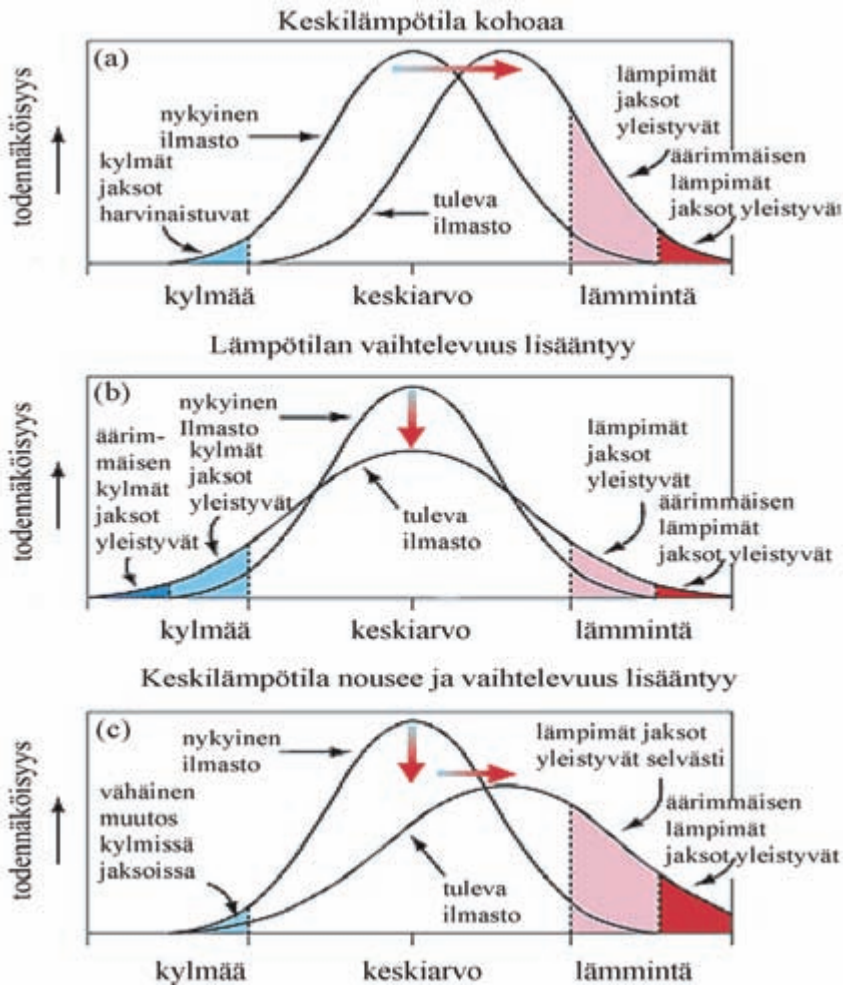 Keskilämpötila kohoaa
(a)
todennäköisyys
nykyinen
ilmasto
kylmät
jaksot
harvinaistuvat
tuleva
ilmasto
lämpimät
jaksot
yleistyvät
äärimmäisen
lämpimät
jaksot yleistyvät
kylmää
keskiarvo
lämmintä
Lämpötilan vaihtelevuus lisääntyy
(b)
todennäköisyys
nykyinen
Ilmasto
äärim-
mäisen
kylmät
jaksot
yleistyvät
kylmät
jaksot
yleistyvät
tuleva
ilmasto
lämpimät
jaksot
yleistyvät
äärimmäisen
lämpimät
jaksot yleistyvät
kylmää
keskiarvo
lämmintä
Keskilämpötila nousee ja vaihtelevuus lisääntyy
(c)
todennäköisyys
nykyinen
ilmasto
vähäinen
muutos
kylmissä
jaksoissa
tuleva
ilmasto
lämpimät jaksot
yleistyvät selvästi
äärimmäisen
lämpimät
jaksot yleistyvät
kylmää
keskiarvo
lämmintä